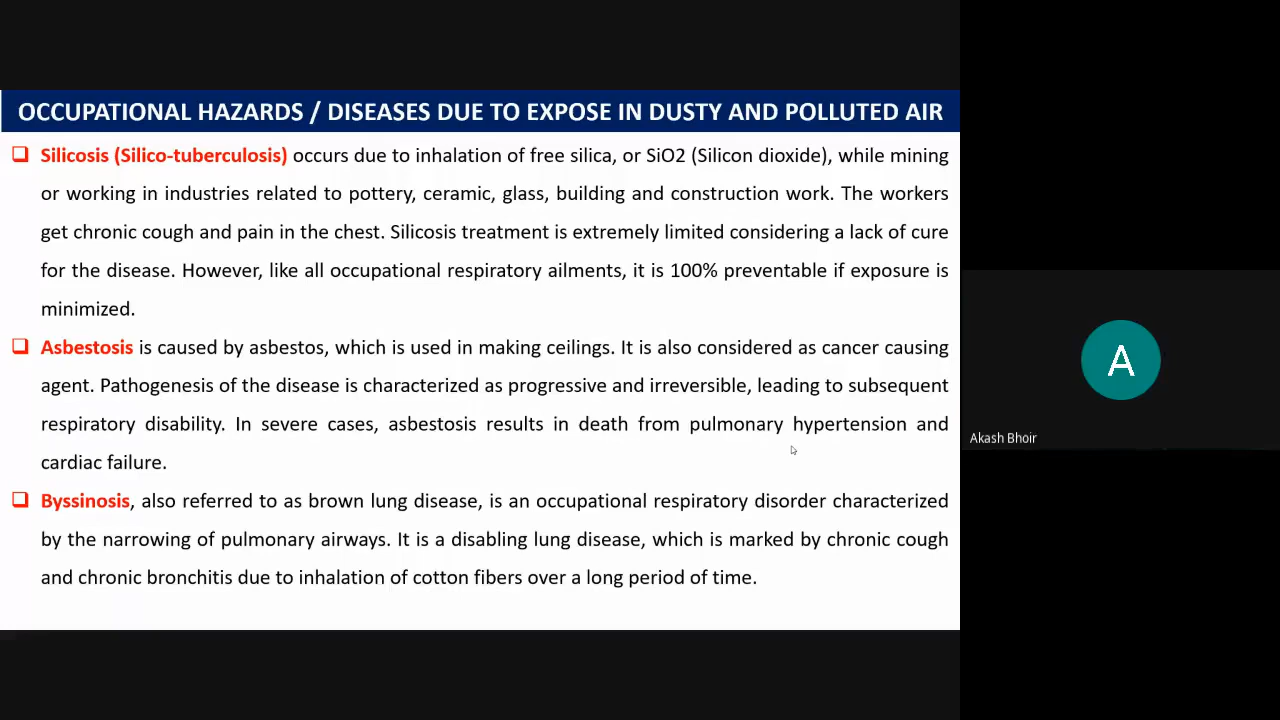 OCCUPATIONAL HAZARDS / DISEASES DUE TO EXPOSE IN DUSTY AND POLLUTED AIR
Silicosis (Silico-tuberculosis) occurs due to inhalation of free silica, or SiO2 (Silicon dioxide), while mining
or working in industries related to pottery, ceramic, glass, building and construction work. The workers
get chronic cough and pain in the chest. Silicosis treatment is extremely limited considering a lack of cure
for the disease. However, like all occupational respiratory ailments, it is 100% preventable if exposure is
minimized.
Asbestosis is caused by asbestos, which is used in making ceilings. It is also considered as cancer causing
agent. Pathogenesis of the disease is characterized as progressive and irreversible, leading to subsequent
respiratory disability. In severe cases, asbestosis results in death from pulmonary hypertension and
cardiac failure.
Byssinosis, also referred to as brown lung disease, is an occupational respiratory disorder characterized
by the narrowing of pulmonary airways. It is a disabling lung disease, which is marked by chronic cough
and chronic bronchitis due to inhalation of cotton fibers over a long period of time.
A
Akash Bhoir